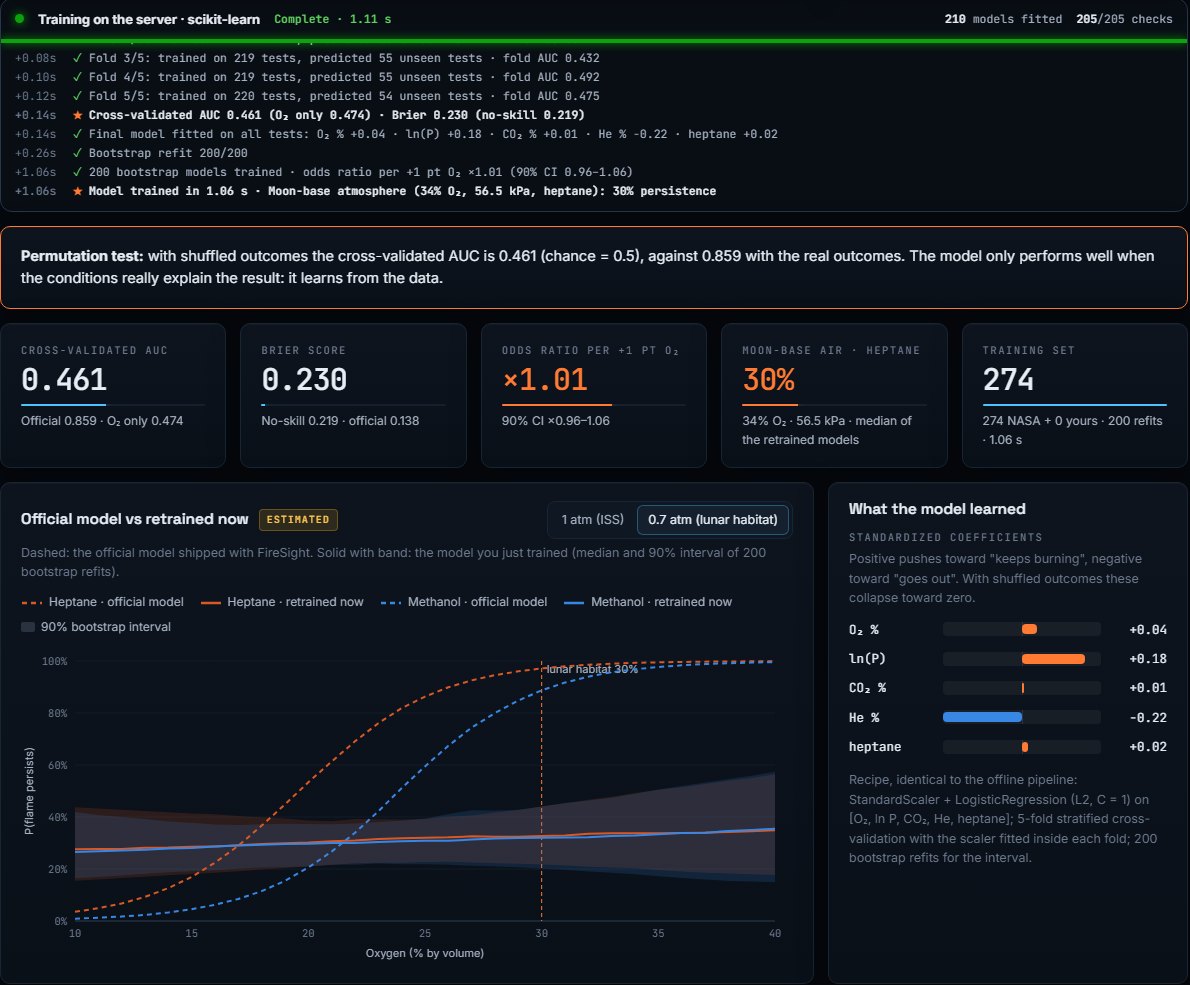 Training on the server · scikit-learn Complete · 1.11 s 210 models fitted 205/205 checks
+0.08s ✓ Fold 3/5: trained on 219 tests, predicted 55 unseen tests · fold AUC 0.432
+0.10s ✓ Fold 4/5: trained on 219 tests, predicted 55 unseen tests · fold AUC 0.492
+0.12s ✓ Fold 5/5: trained on 220 tests, predicted 54 unseen tests · fold AUC 0.475
+0.14s ★ Cross-validated AUC 0.461 (O₂ only 0.474) · Brier 0.230 (no-skill 0.219)
+0.14s ✓ Final model fitted on all tests: O₂ % +0.04 · ln(P) +0.18 · CO₂ % +0.01 · He % -0.22 · heptane +0.02
+0.26s ✓ Bootstrap refit 200/200
+1.06s ✓ 200 bootstrap models trained · odds ratio per +1 pt O₂ ×1.01 (90% CI 0.96–1.06)
+1.06s ★ Model trained in 1.06 s · Moon-base atmosphere (34% O₂, 56.5 kPa, heptane): 30% persistence
Permutation test: with shuffled outcomes the cross-validated AUC is 0.461 (chance = 0.5), against 0.859 with the real outcomes. The model only performs well when
the conditions really explain the result: it learns from the data.
CROSS-VALIDATED AUC
0.461
Official 0.859 · O₂ only 0.474
BRIER SCORE
0.230
No-skill 0.219 · official 0.138
ODDS RATIO PER +1 PT O₂
×1.01
90% CI ×0.96–1.06
MOON-BASE AIR · HEPTANE
30%
34% O₂ · 56.5 kPa · median of
the retrained models
TRAINING SET
274
274 NASA + 0 yours · 200 refits
· 1.06 s
Official model vs retrained now ESTIMATED 1 atm (ISS) 0.7 atm (lunar habitat)
Dashed: the official model shipped with FireSight. Solid with band: the model you just trained (median and 90% interval of 200
bootstrap refits).
Heptane · official model Heptane · retrained now Methanol · official model Methanol · retrained now
90% bootstrap interval
100%
80%
60%
40%
20%
0%
P(flame persists)
lunar habitat 30%
10 15 20 25 30 35 40
Oxygen (% by volume)
What the model learned
STANDARDIZED COEFFICIENTS
Positive pushes toward "keeps burning", negative
toward "goes out". With shuffled outcomes these
collapse toward zero.
O₂ % +0.04
ln(P) +0.18
CO₂ % +0.01
He % -0.22
heptane +0.02
Recipe, identical to the offline pipeline:
StandardScaler + LogisticRegression (L2, C = 1) on
[O₂, ln P, CO₂, He, heptane]; 5-fold stratified cross-
validation with the scaler fitted inside each fold; 200
bootstrap refits for the interval.